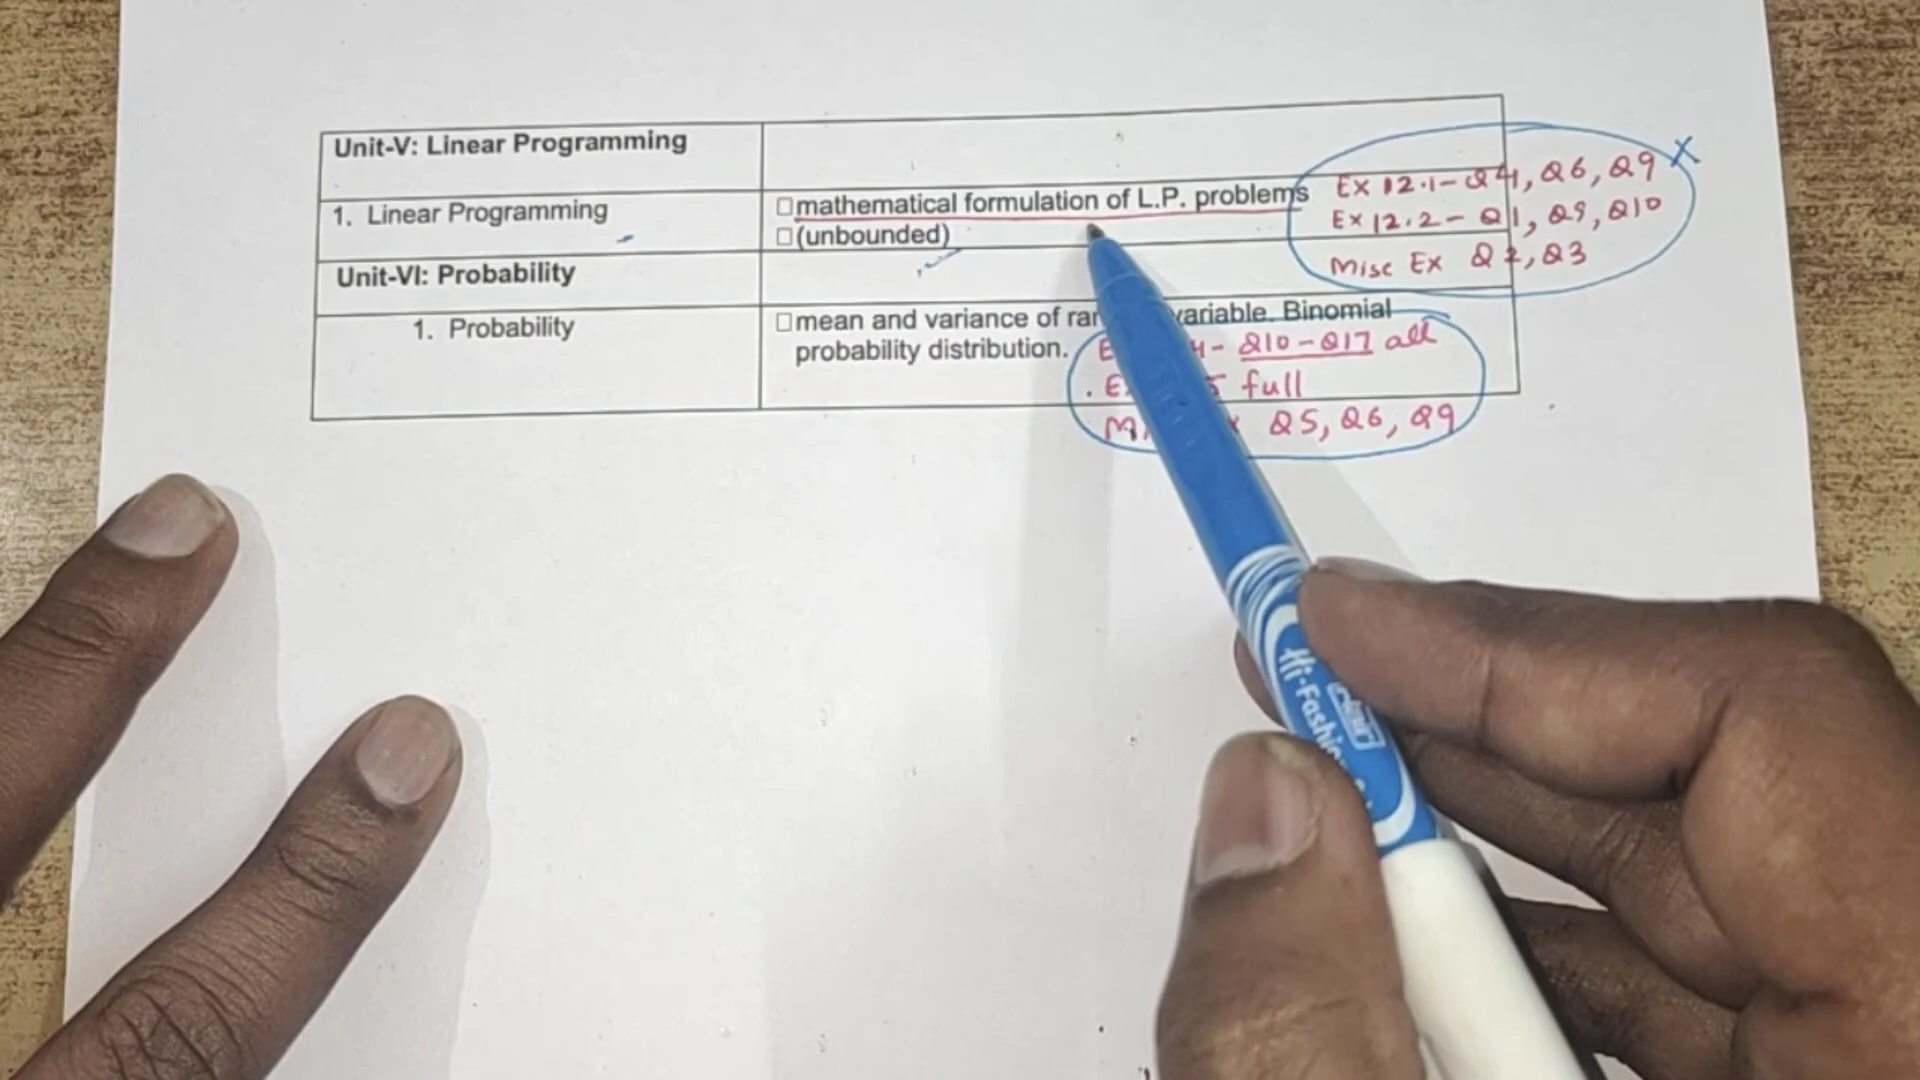 Unit-V: Linear Programming
1. Linear Programming
□mathematical formulation of L.P. problems
□(unbounded)
Ex 12.1- Q4, Q6, Q9 X
Ex 12.2 - Q1, Q9, Q10
Misc Ex Q2, Q3
Unit-VI: Probability
1. Probability
□mean and variance of variable. Binomial
probability distribution.
- Q10-Q17 all
full
Q5, Q6, Q9
Hi-Fashion